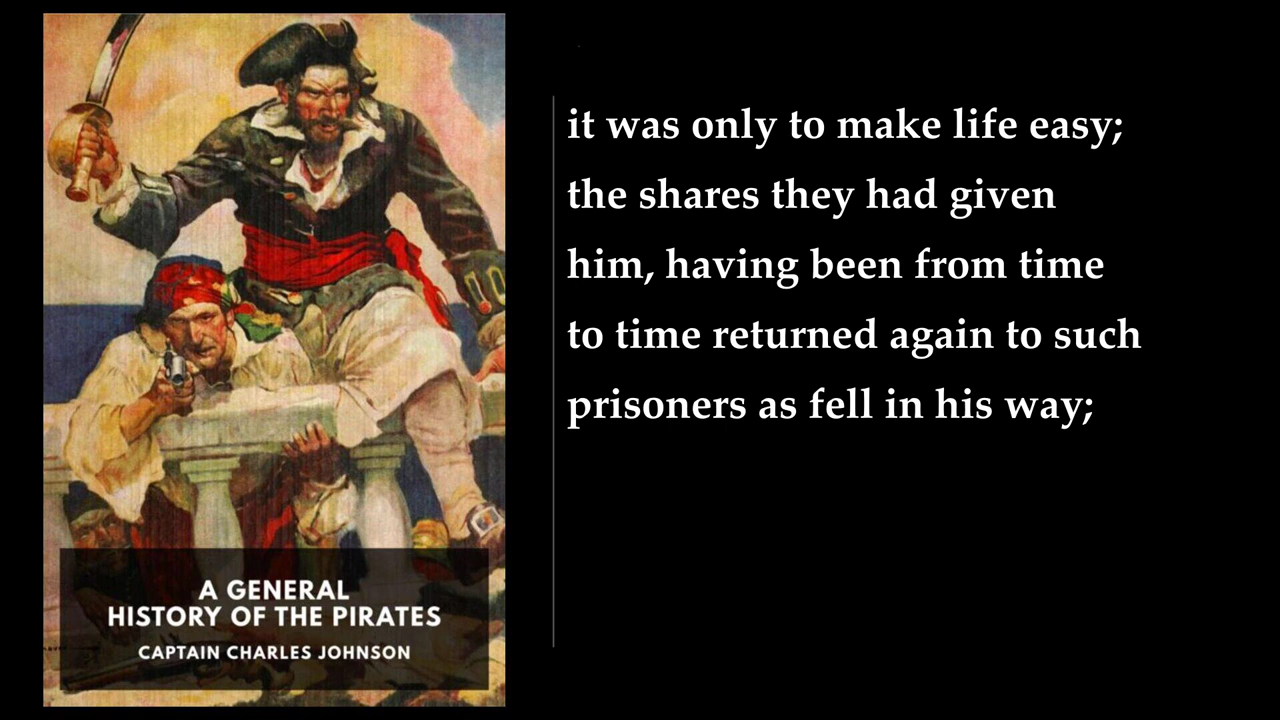 it was only to make life easy;
the shares they had given
him, having been from time
to time returned again to such
prisoners as fell in his way;
A GENERAL
HISTORY OF THE PIRATES
CAPTAIN CHARLES JOHNSON